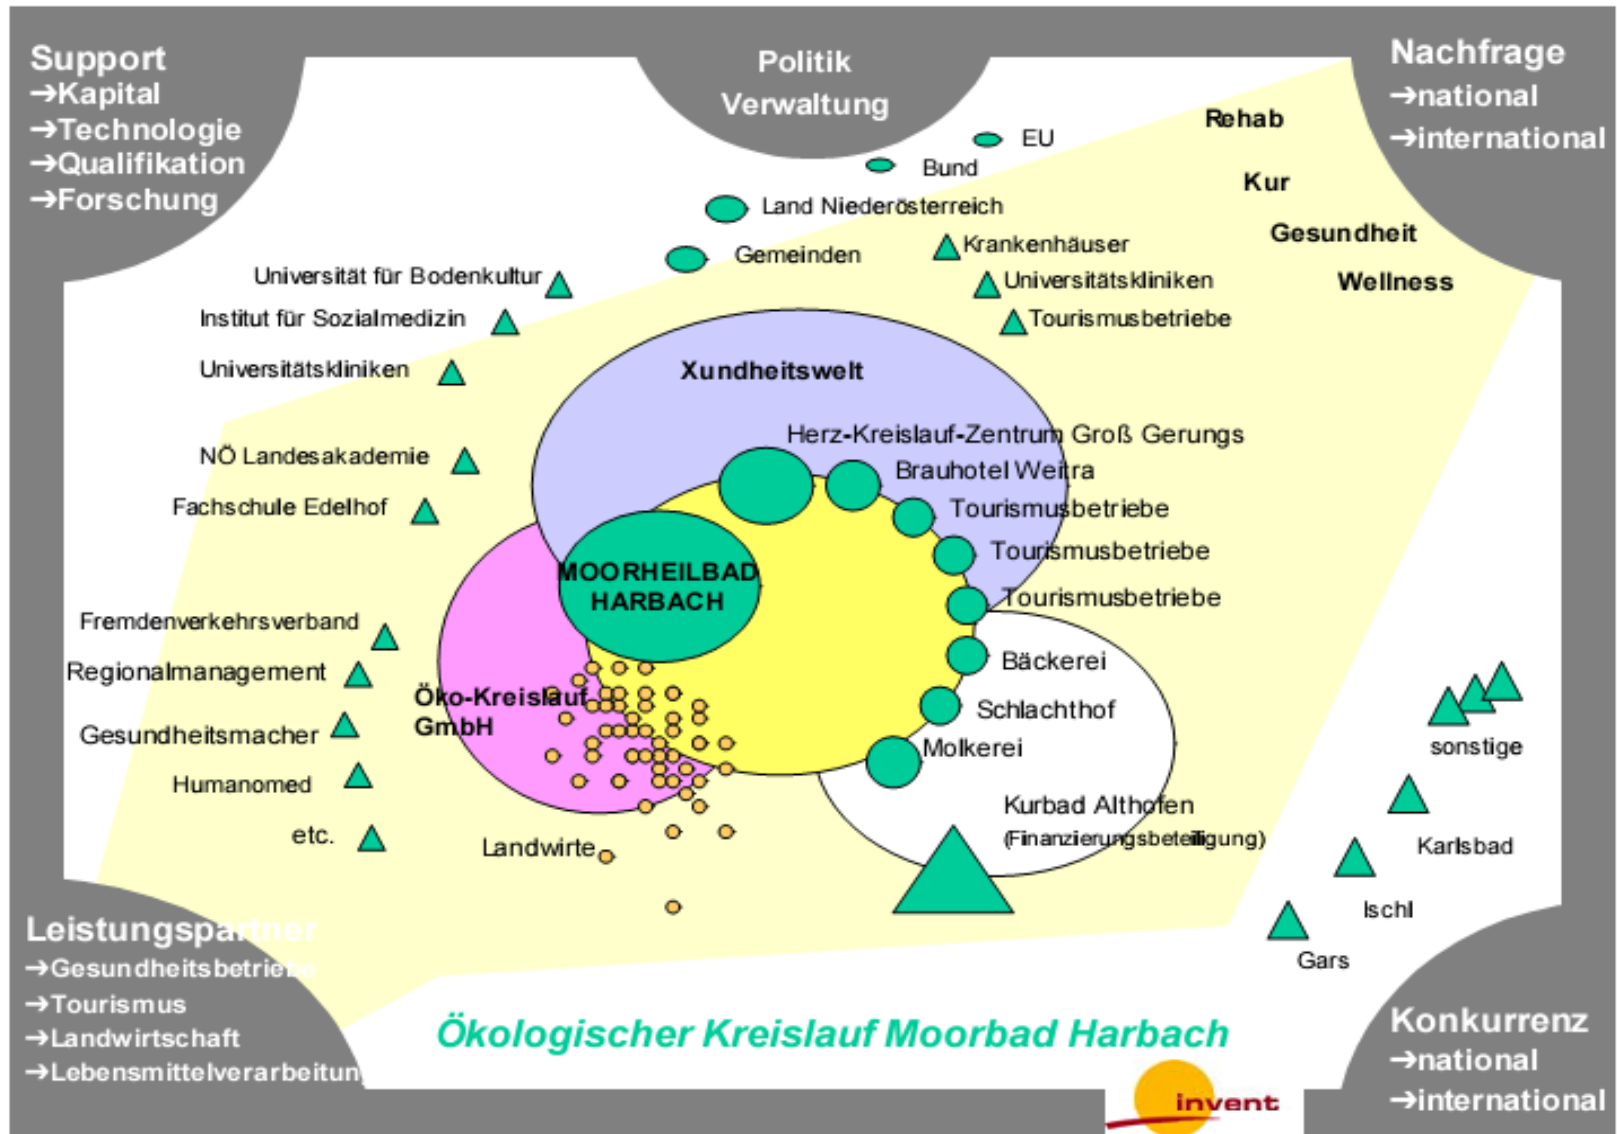 Support
➔Kapital
➔Technologie
➔Qualifikation
➔Forschung
Politik
Verwaltung
Nachfrage
➔national
➔international
Rehab
Kur
Gesundheit
Wellness
EU
Bund
Land Niederösterreich
Gemeinden
Krankenhäuser
Universitätskliniken
Tourismusbetriebe
Universität für Bodenkultur
Institut für Sozialmedizin
Universitätskliniken
NÖ Landesakademie
Fachschule Edelhof
Xundheitswelt
Herz-Kreislauf-Zentrum Groß Gerungs
Brauhotel Weitra
Tourismusbetriebe
Tourismusbetriebe
Tourismusbetriebe
MOORHEILBAD
HARBACH
Bäckerei
Schlachthof
Molkerei
Fremdenverkehrsverband
Regionalmanagement
Gesundheitsmacher
Humanomed
etc.
Öko-Kreislauf
GmbH
Landwirte
Kurbad Althofen
(Finanzierungsbeteiligung)
sonstige
Karlsbad
Ischl
Gars
Leistungspartner
➔Gesundheitsbetriebe
➔Tourismus
➔Landwirtschaft
➔Lebensmittelverarbeitung
Ökologischer Kreislauf Moorbad Harbach
invent
Konkurrenz
➔national
➔international